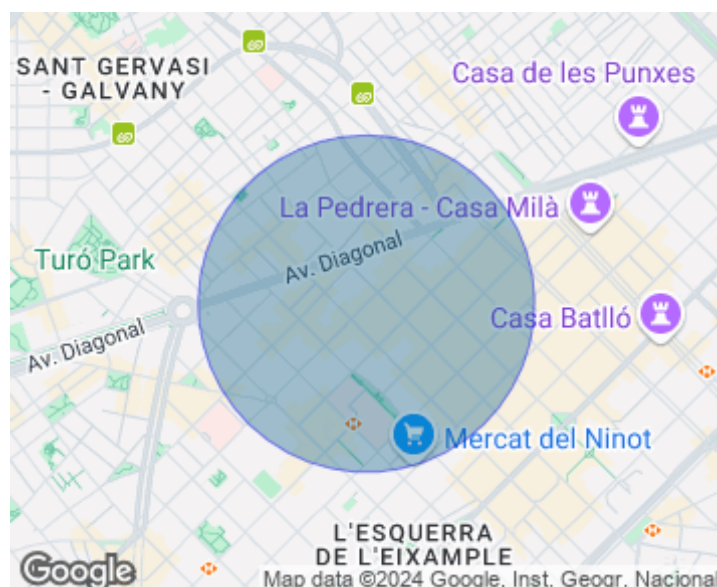 SANT GERVASI
- GALVANY
Casa de les Punxes
La Pedrera - Casa Milà
Av. Diagonal
Turó Park
Casa Batlló
Av. Diagonal
Mercat del Ninot
L'ESQUERRA
DE L'EIXAMPLE
Google
Map data ©2024 Google, Inst. Geogr. Nacional